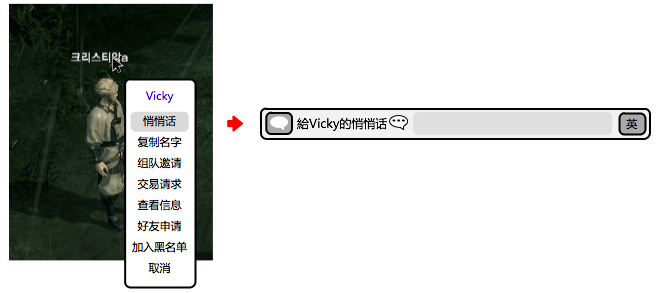 크리스티악a
Vicky
悄悄话
复制名字
组队邀请
交易请求
查看信息
好友申请
加入黑名单
取消
給Vicky的悄悄话
英